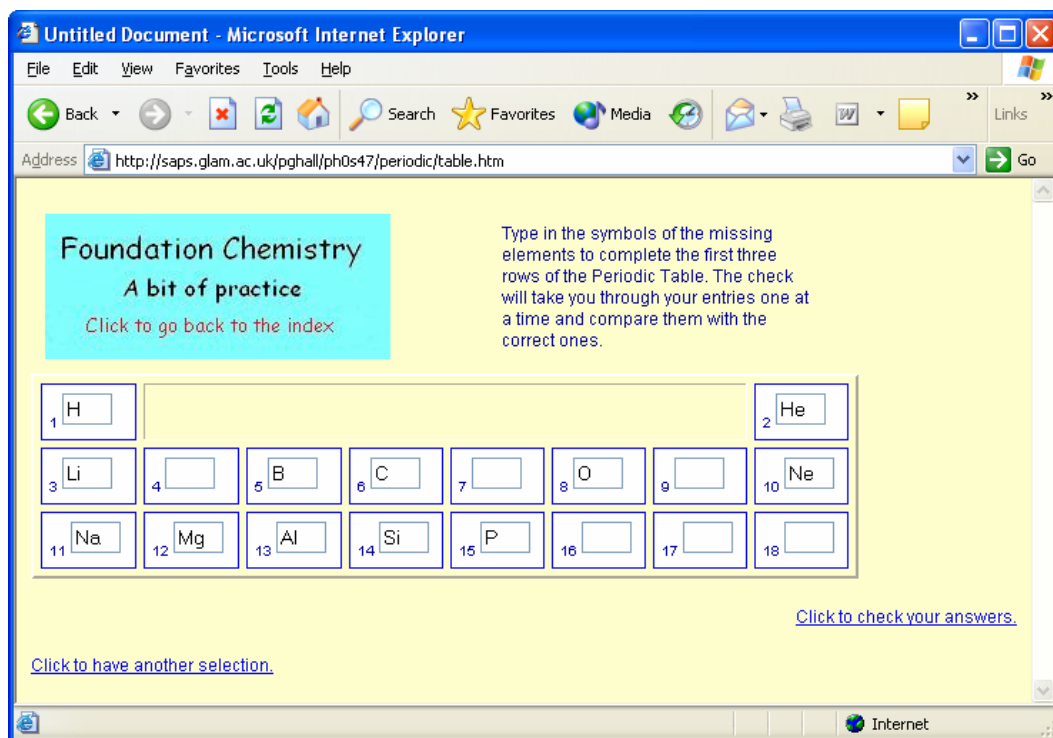 Untitled Document - Microsoft Internet Explorer
File Edit View Favorites Tools Help
Back Search Favorites Media » Links »
Address http://saps.glam.ac.uk/pghall/ph0s47/periodic/table.htm Go
Foundation Chemistry
A bit of practice
Click to go back to the index
Type in the symbols of the missing
elements to complete the first three
rows of the Periodic Table. The check
will take you through your entries one at
a time and compare them with the
correct ones.
1 H 2 He
3 Li 4 5 B 6 C 7 8 O 9 10 Ne
11 Na 12 Mg 13 Al 14 Si 15 P 16 17 18
Click to check your answers.
Click to have another selection.
Internet